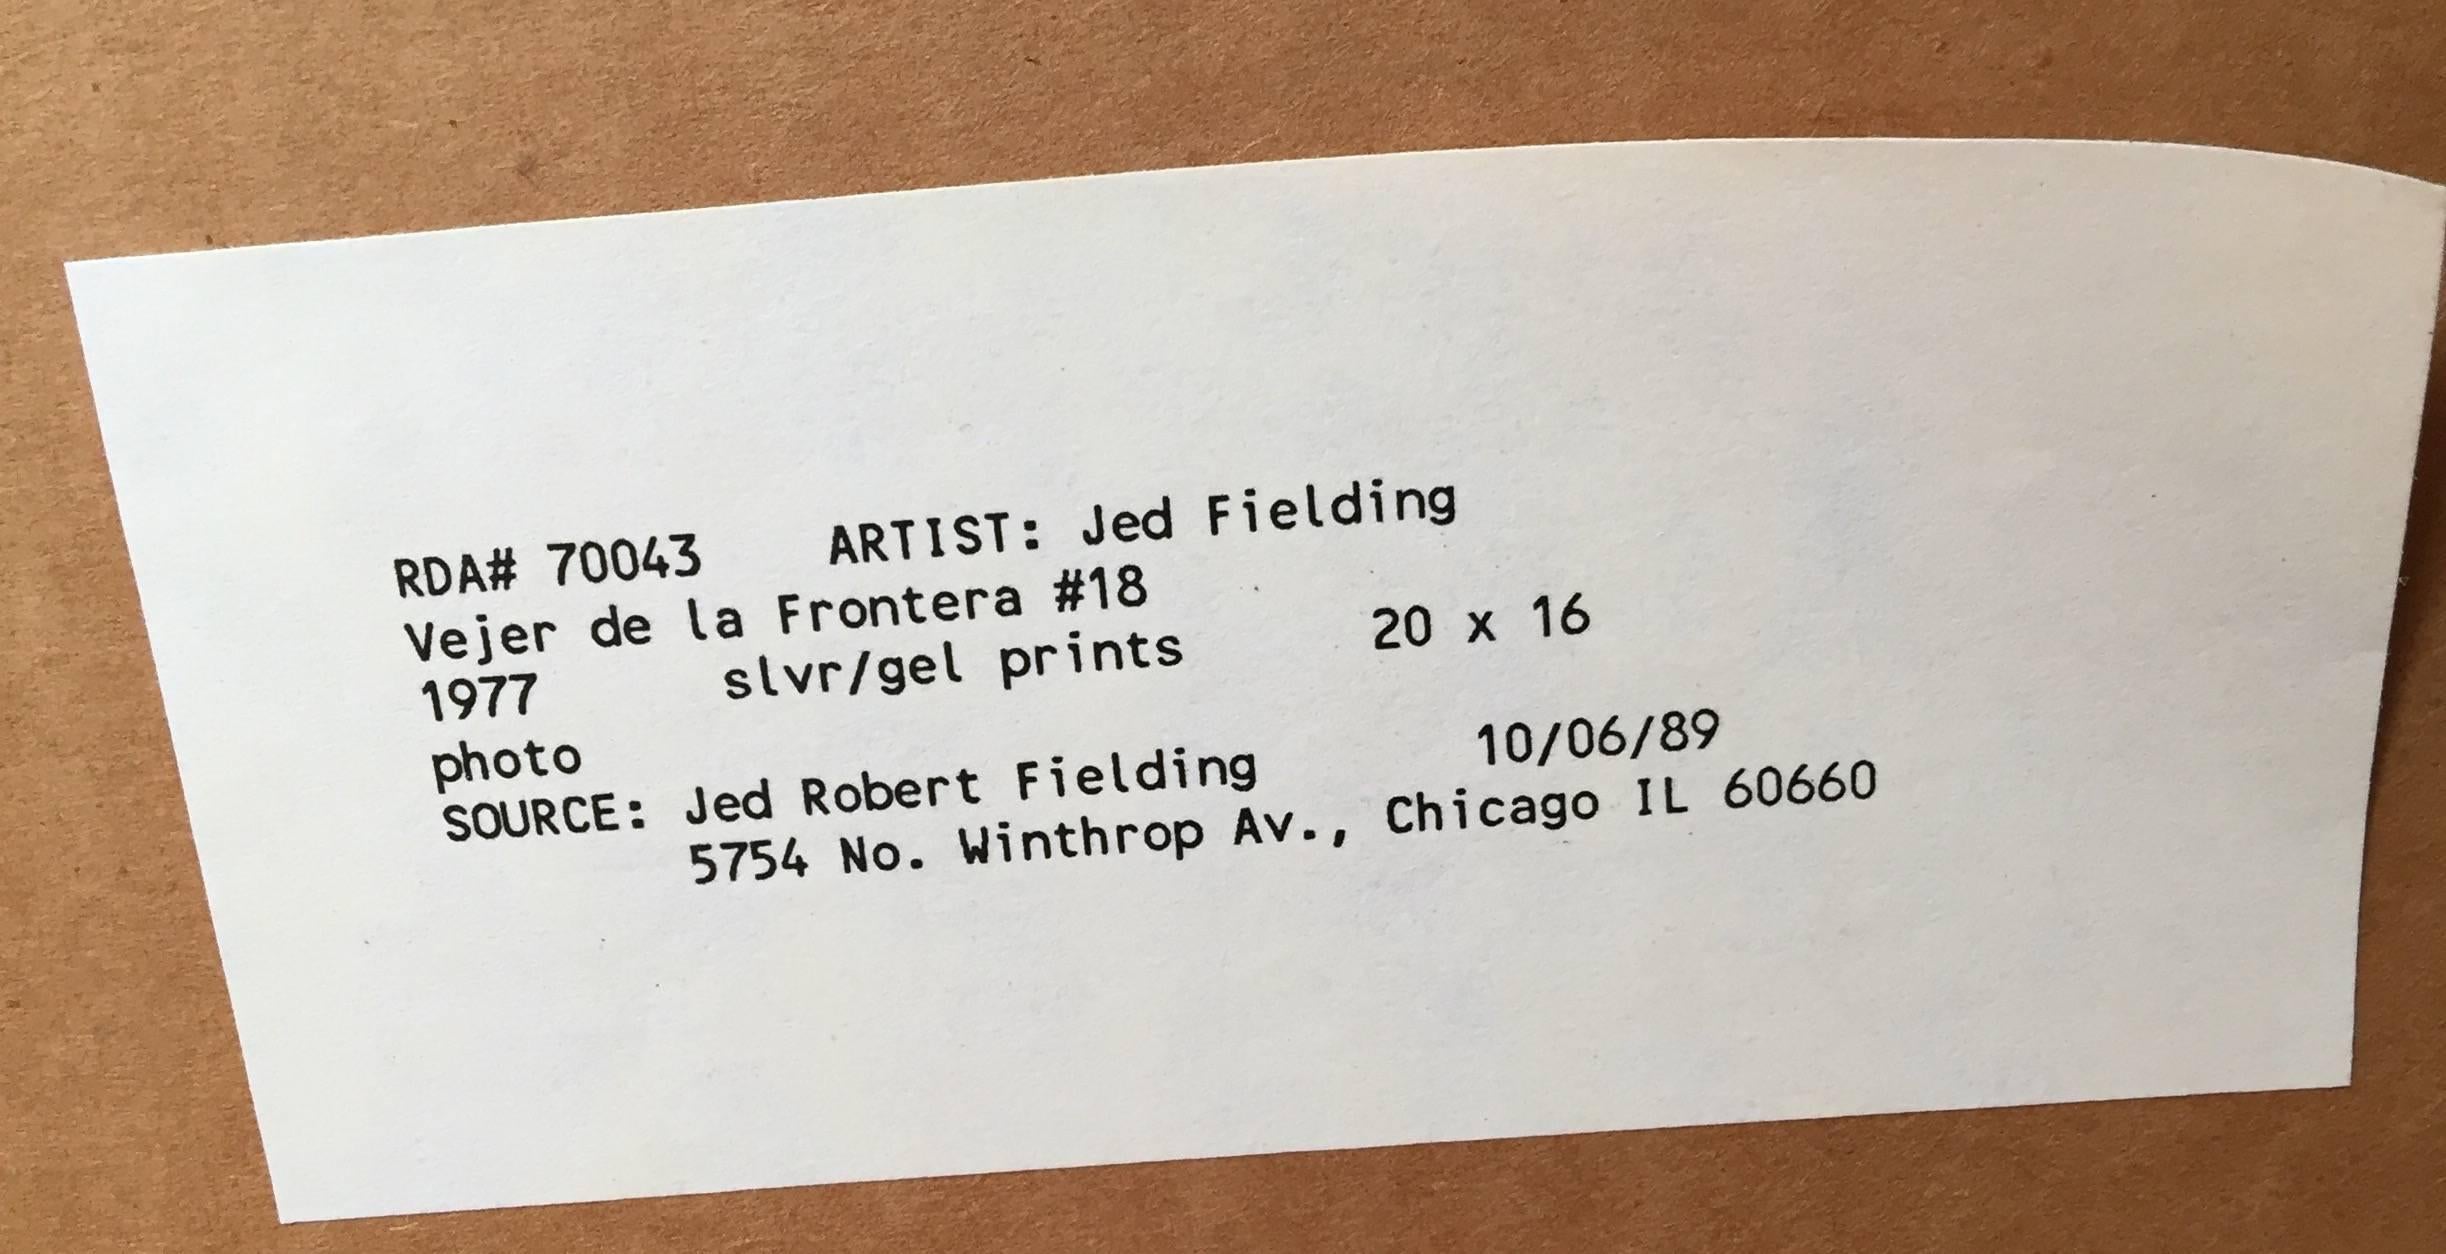 RDA# 70043 ARTIST: Jed Fielding
Vejer de la Frontera #18
1977 slvr/gel prints 20 x 16
photo
SOURCE: Jed Robert Fielding 10/06/89
5754 No. Winthrop Av., Chicago IL 60660